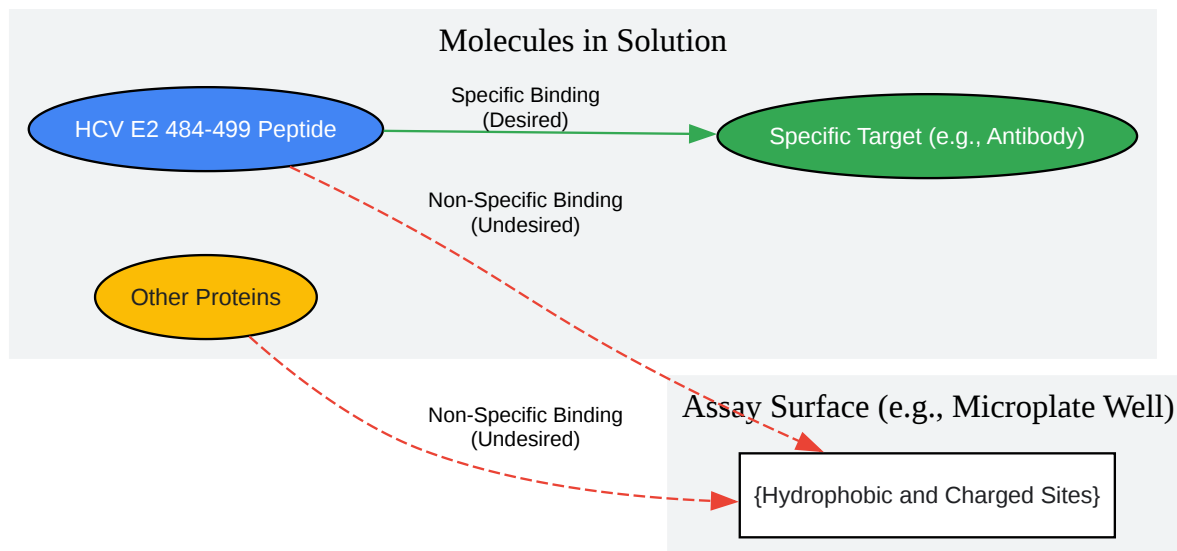 Molecules in Solution
Specific Binding
(Desired)
HCV E2 484-499 Peptide
Specific Target (e.g., Antibody)
Non-Specific Binding
(Undesired)
Other Proteins
Assay Surface (e.g., Microplate Well)
Non-Specific Binding
(Undesired)
{Hydrophobic and Charged Sites}